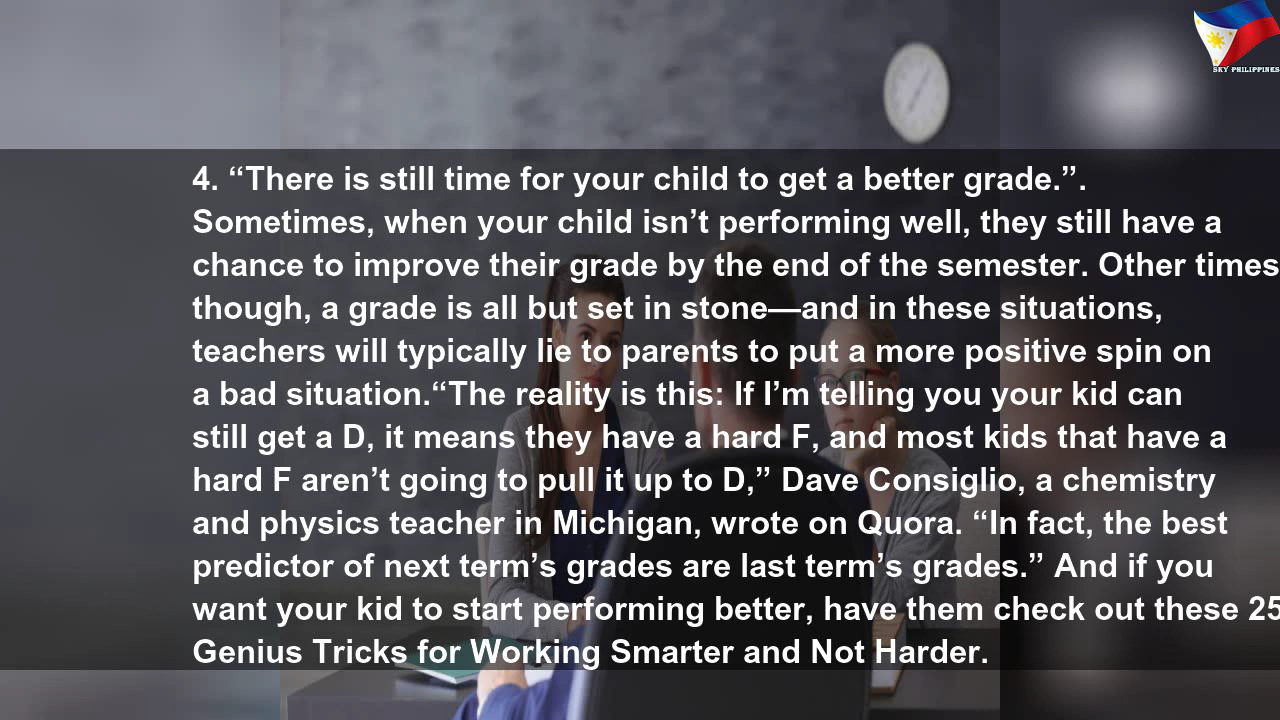 SKY PHILIPPINES
4. “There is still time for your child to get a better grade.”.
Sometimes, when your child isn’t performing well, they still have a
chance to improve their grade by the end of the semester. Other times
though, a grade is all but set in stone—and in these situations,
teachers will typically lie to parents to put a more positive spin on
a bad situation.“The reality is this: If I’m telling you your kid can
still get a D, it means they have a hard F, and most kids that have a
hard F aren’t going to pull it up to D,” Dave Consiglio, a chemistry
and physics teacher in Michigan, wrote on Quora. “In fact, the best
predictor of next term’s grades are last term’s grades.” And if you
want your kid to start performing better, have them check out these 25
Genius Tricks for Working Smarter and Not Harder.